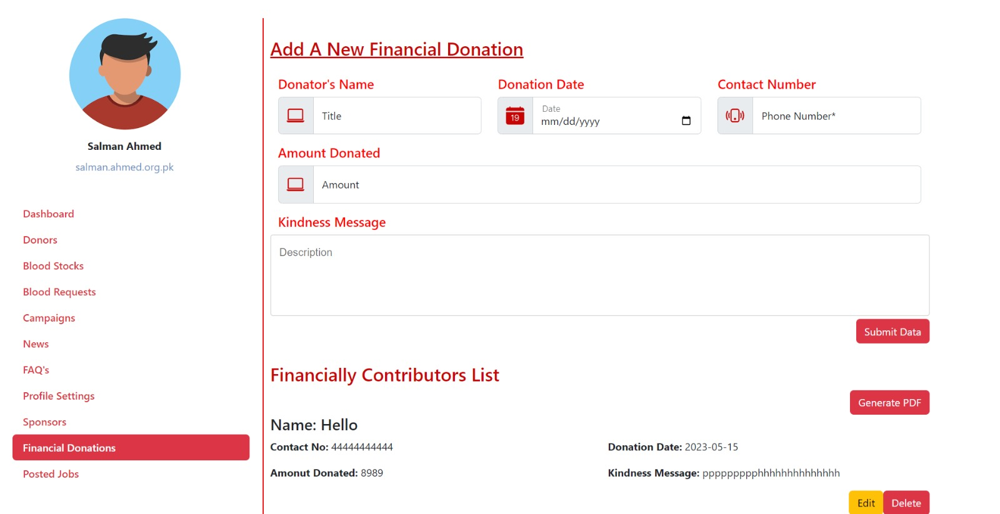 Salman Ahmed
salman.ahmed.org.pk
Dashboard
Donors
Blood Stocks
Blood Requests
Campaigns
News
FAQ's
Profile Settings
Sponsors
Financial Donations
Posted Jobs
Add A New Financial Donation
Donator's Name
Title
Donation Date
19
Date
mm/dd/yyyy
Contact Number
Phone Number*
Amount Donated
Amount
Kindness Message
Description
Submit Data
Financially Contributors List
Generate PDF
Name: Hello
Contact No: 44444444444
Donation Date: 2023-05-15
Amonut Donated: 8989
Kindness Message: pppppppppphhhhhhhhhhhhhh
Edit Delete